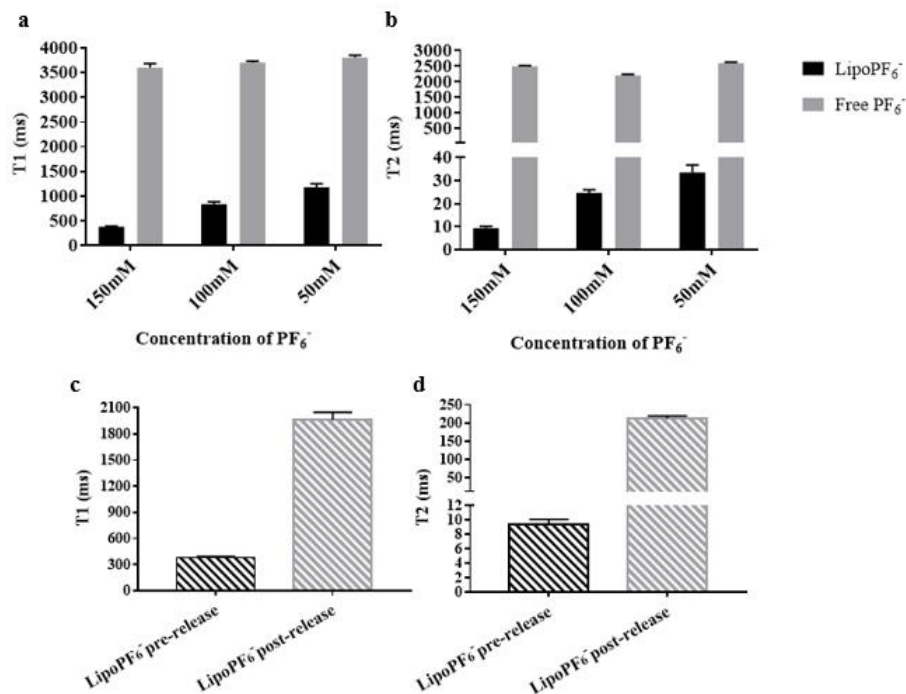 a
T1 (ms)
4000
3500
3000
2500
2000
1500
1000
500
0
150mM
100mM
50mM
Concentration of PF₆⁻
b
T2 (ms)
3000
2500
2000
1500
1000
500
40
30
20
10
0
150mM
100mM
50mM
Concentration of PF₆⁻
LipoPF₆⁻
Free PF₆⁻
c
T1 (ms)
2100
1800
1500
1200
900
600
300
0
LipoPF₆⁻pre-release
LipoPF₆⁻post-release
d
T2 (ms)
250
200
150
100
50
12
10
8
6
4
2
0
LipoPF₆⁻pre-release
LipoPF₆⁻post-release